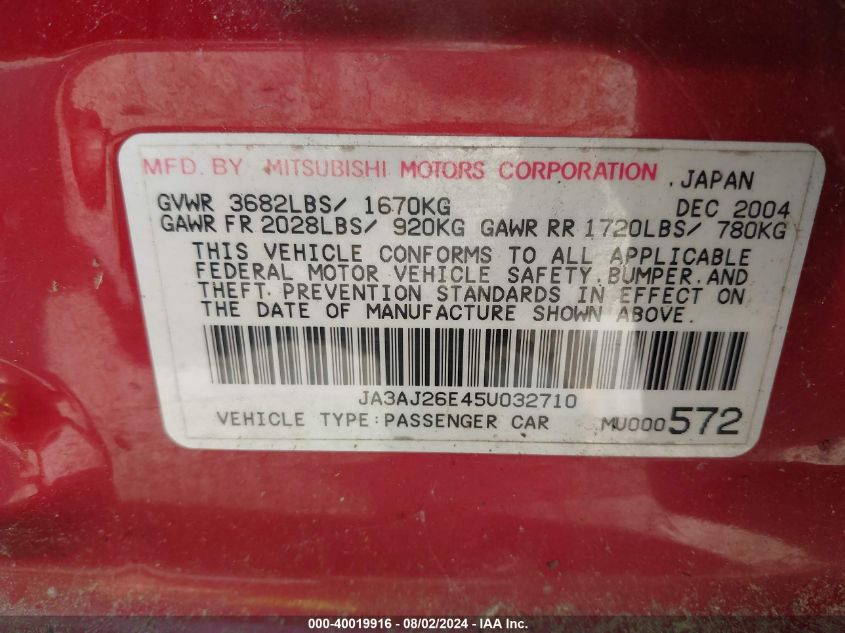 MFD. BY MITSUBISHI MOTORS CORPORATION, JAPAN
GVWR 3682LBS/ 1670KG DEC 2004
GAWR FR 2028LBS/ 920KG GAWR RR 1720LBS/ 780KG
THIS VEHICLE CONFORMS TO ALL APPLICABLE
FEDERAL MOTOR VEHICLE SAFETY, BUMPER, AND
THEFT PREVENTION STANDARDS IN EFFECT ON
THE DATE OF MANUFACTURE SHOWN ABOVE.
JA3AJ26E45U032710
VEHICLE TYPE: PASSENGER CAR MU000572
000-40019916 - 08/02/2024 - IAA Inc.